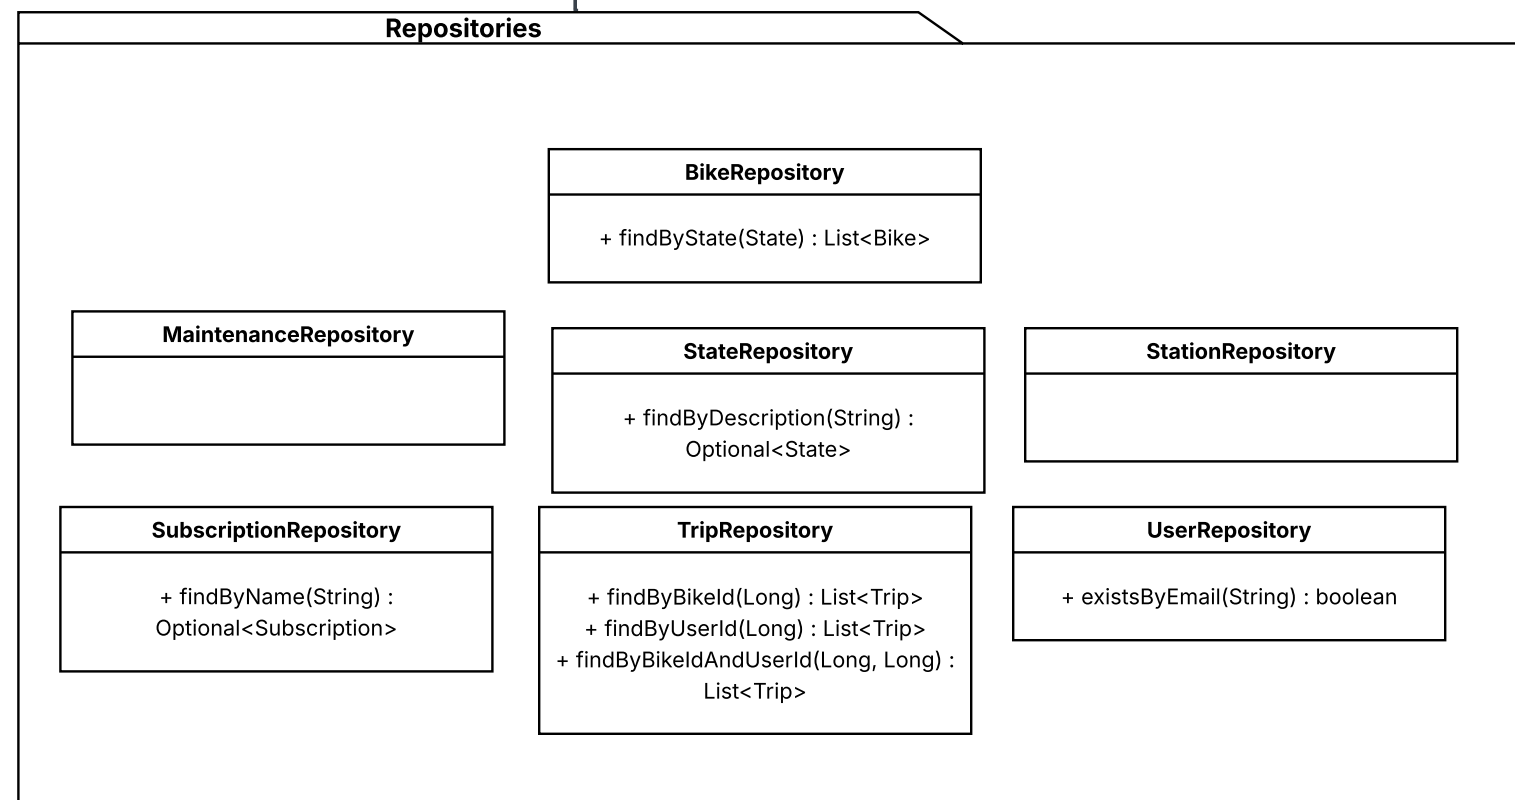 Repositories
BikeRepository
+ findByState(State) : List<Bike>
MaintenanceRepository
StateRepository
+ findByDescription(String) :
Optional<State>
StationRepository
SubscriptionRepository
+ findByName(String) :
Optional<Subscription>
TripRepository
+ findByBikeId(Long) : List<Trip>
+ findByUserId(Long) : List<Trip>
+ findByBikeIdAndUserId(Long, Long) :
List<Trip>
UserRepository
+ existsByEmail(String) : boolean